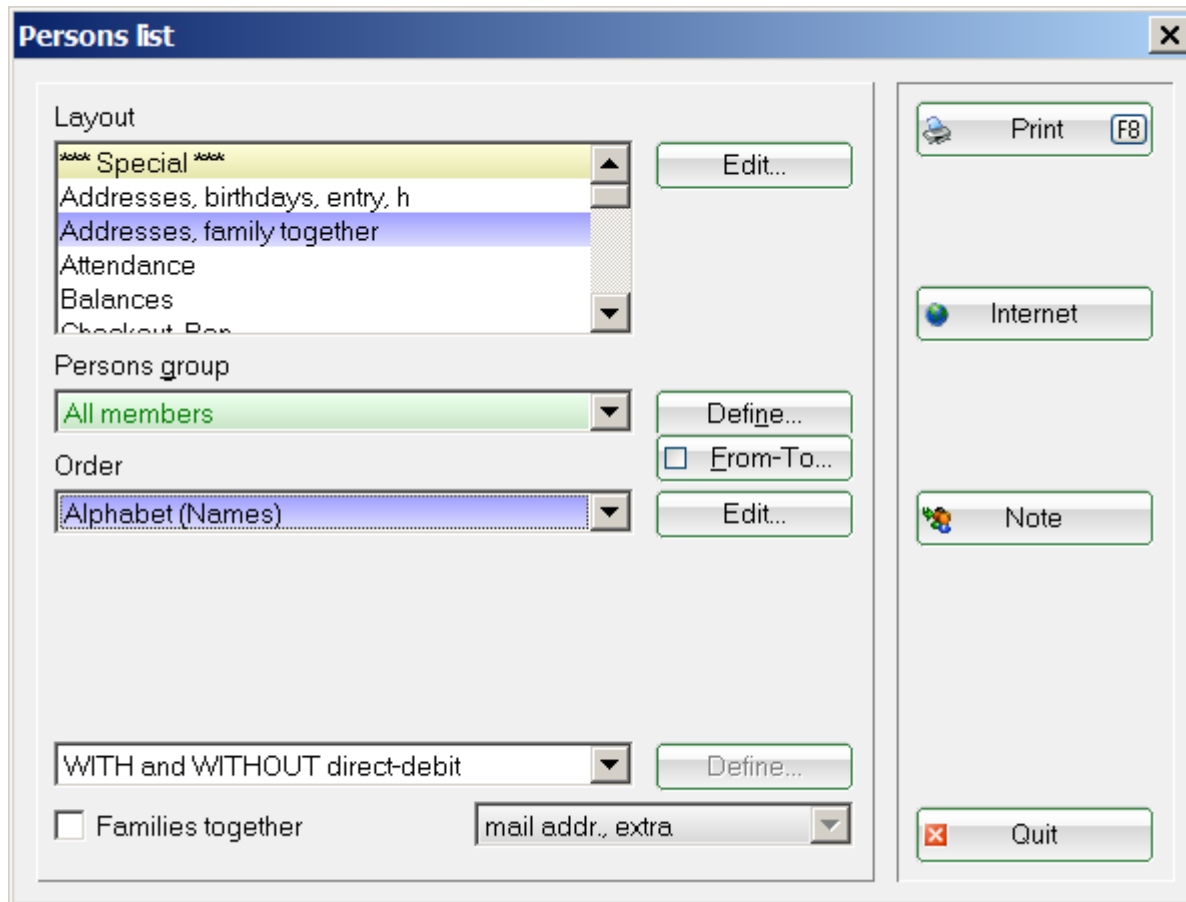 Persons list
Layout
*** Special ***
Addresses, birthdays, entry, h
Addresses, family together
Attendance
Balances
Persons group
All members
Order
Alphabet (Names)
WITH and WITHOUT direct-debit
Families together
mail addr., extra
Edit...
Define...
From-To...
Edit...
Define...
Print F8
Internet
Note
Quit